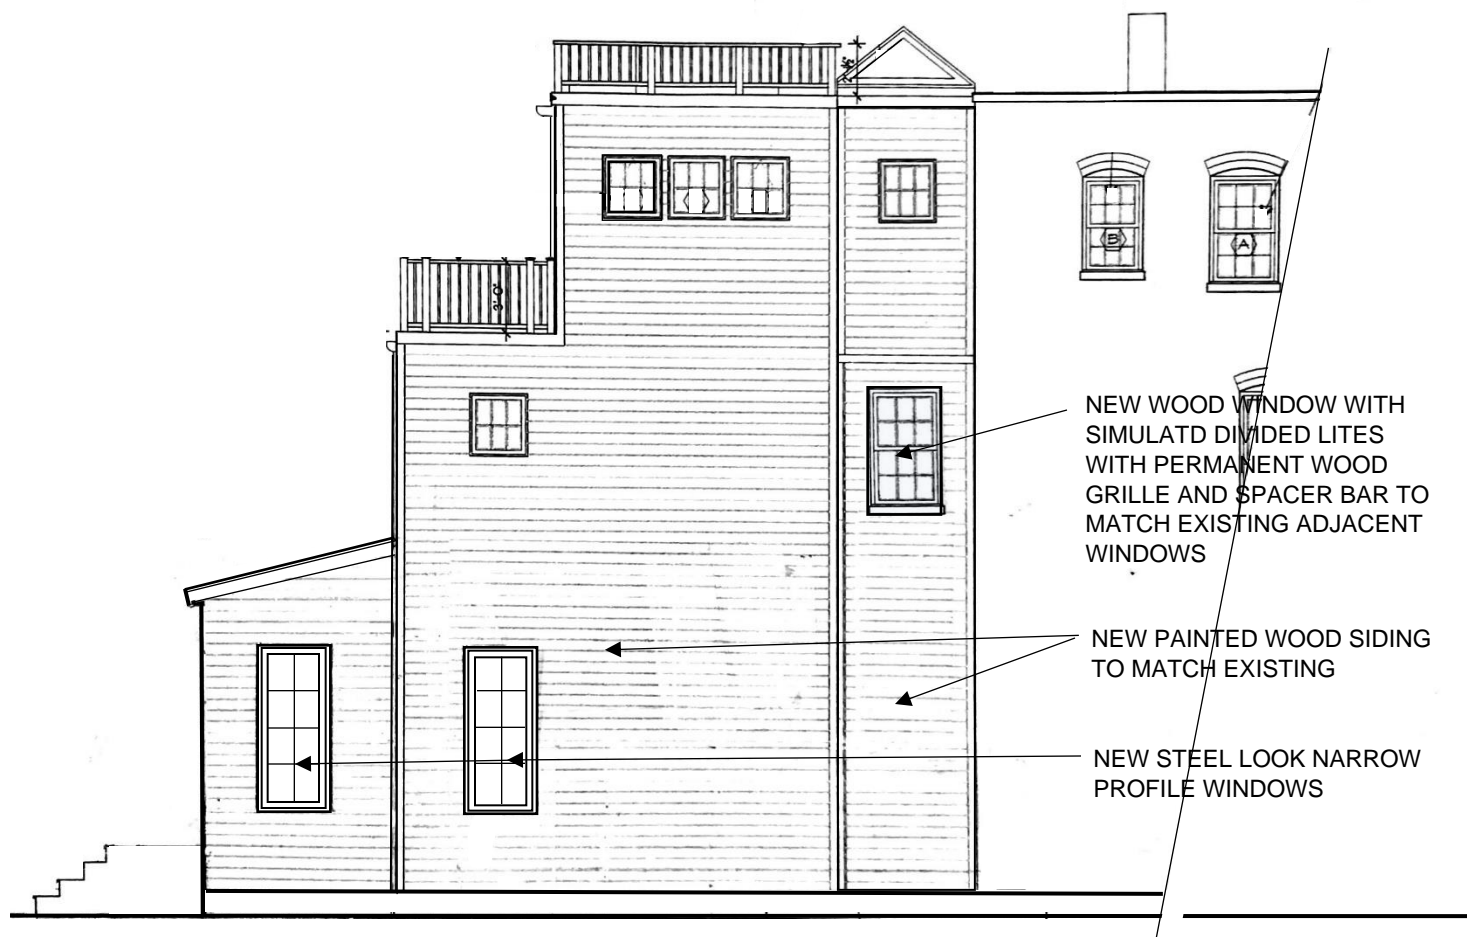 B
A
3'-0"
NEW WOOD WINDOW WITH
SIMULATD DIVIDED LITES
WITH PERMANENT WOOD
GRILLE AND SPACER BAR TO
MATCH EXISTING ADJACENT
WINDOWS
NEW PAINTED WOOD SIDING
TO MATCH EXISTING
NEW STEEL LOOK NARROW
PROFILE WINDOWS